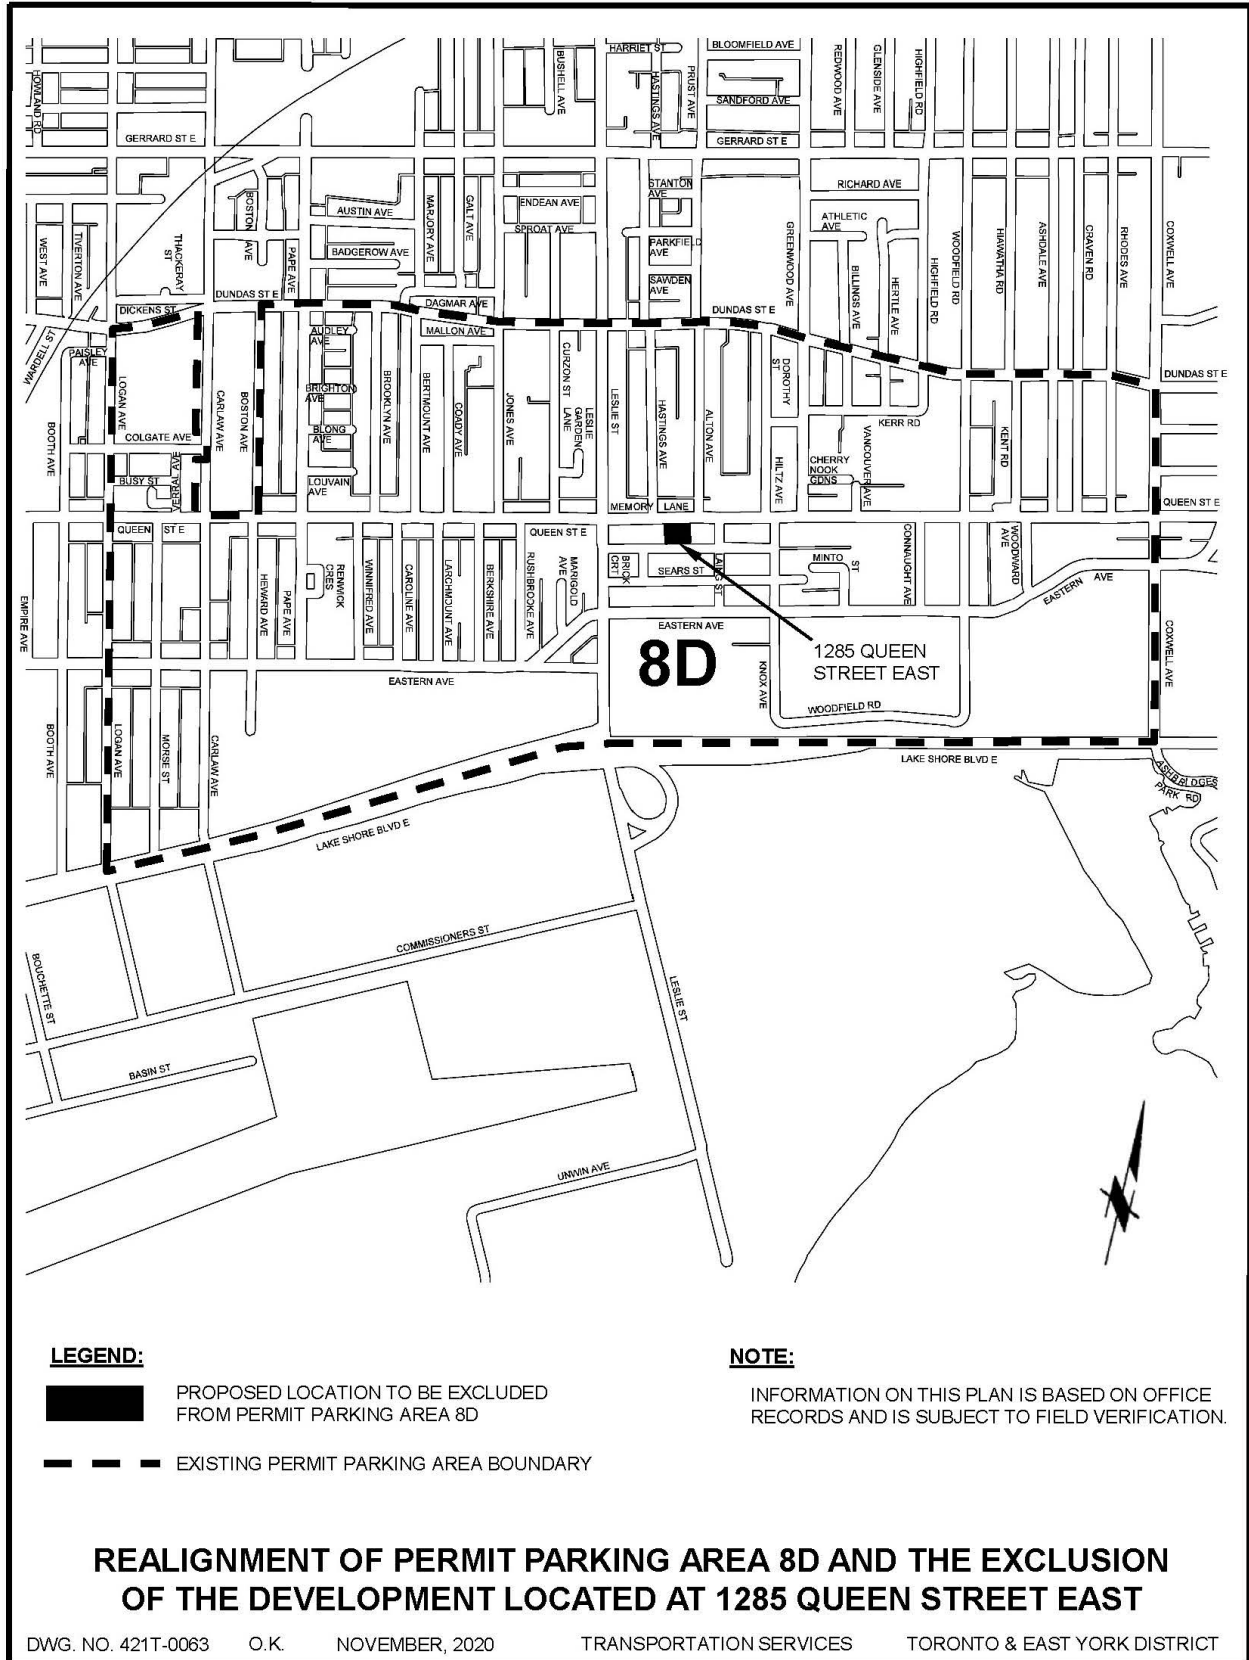 HARRIET ST
BLOOMFIELD AVE
HOWLAND RD
BUSHELL AVE
HASTINGS AVE
PRUST AVE
REDWOOD AVE
GLENSIDE AVE
HIGHFIELD RD
SANDFORD AVE
GERRARD ST E
GERRARD ST E
STANTON
AVE
RICHARD AVE
BOSTON
AVE
AUSTIN AVE
MARJORY AVE
GALT AVE
ENDEAN AVE
SPROAT AVE
ATHLETIC
AVE
WEST AVE
TIVERTON AVE
THACKERAY
ST
PAPE AVE
BADGEROW AVE
PARKFIELD
AVE
SAWDEN
AVE
GREENWOOD AVE
BILLINGS AVE
HERTLE AVE
HIGHFIELD RD
WOODFIELD RD
HIAWATHA RD
ASHDALE AVE
CRAVEN RD
RHODES AVE
COXWELL AVE
DUNDAS ST E
DICKENS ST
DAGMAR AVE
DUNDAS ST E
MALLON AVE
AUDLEY
AVE
WARDELL ST
PAISLEY
AVE
DUNDAS ST E
LOGAN AVE
CARLAW AVE
BOSTON AVE
BRIGHTON
AVE
BROOKLYN AVE
BERTMOUNT AVE
COADY AVE
JONES AVE
CURZON ST
LESLIE
GARDEN
LANE
LESLIE ST
HASTINGS AVE
ALTON AVE
DOROTHY
ST
KERR RD
BOOTH AVE
COLGATE AVE
BLONG
AVE
VANCOUVER AVE
KENT RD
HILTZ AVE
CHERRY
NOOK
GDNS
BUSY ST
VERRAL AVE
LOUVAIN
AVE
MEMORY LANE
QUEEN ST E
QUEEN ST E
QUEEN ST E
EMPIRE AVE
HEWARD AVE
PAPE AVE
RENWICK
CRES
WINNIFRED AVE
CAROLINE AVE
LARCHMOUNT AVE
BERKSHIRE AVE
RUSHBROOKE AVE
MARIGOLD
AVE
BRICK
CRT
SEARS ST
LAING ST
MINTO
ST
CONNAUGHT AVE
WOODWARD
AVE
EASTERN AVE
EASTERN AVE
8D
1285 QUEEN
STREET EAST
KNOX AVE
COXWELL AVE
EASTERN AVE
WOODFIELD RD
BOOTH AVE
LOGAN AVE
MORSE ST
CARLAW AVE
LAKE SHORE BLVD E
ASHBRIDGES
PARK RD
LAKE SHORE BLVD E
COMMISSIONERS ST
BOUCHETTE ST
LESLIE ST
BASIN ST
UNWIN AVE
LEGEND:
PROPOSED LOCATION TO BE EXCLUDED
FROM PERMIT PARKING AREA 8D
EXISTING PERMIT PARKING AREA BOUNDARY
NOTE:
INFORMATION ON THIS PLAN IS BASED ON OFFICE
RECORDS AND IS SUBJECT TO FIELD VERIFICATION.
REALIGNMENT OF PERMIT PARKING AREA 8D AND THE EXCLUSION
OF THE DEVELOPMENT LOCATED AT 1285 QUEEN STREET EAST
DWG. NO. 421T-0063 O.K. NOVEMBER, 2020 TRANSPORTATION SERVICES TORONTO & EAST YORK DISTRICT